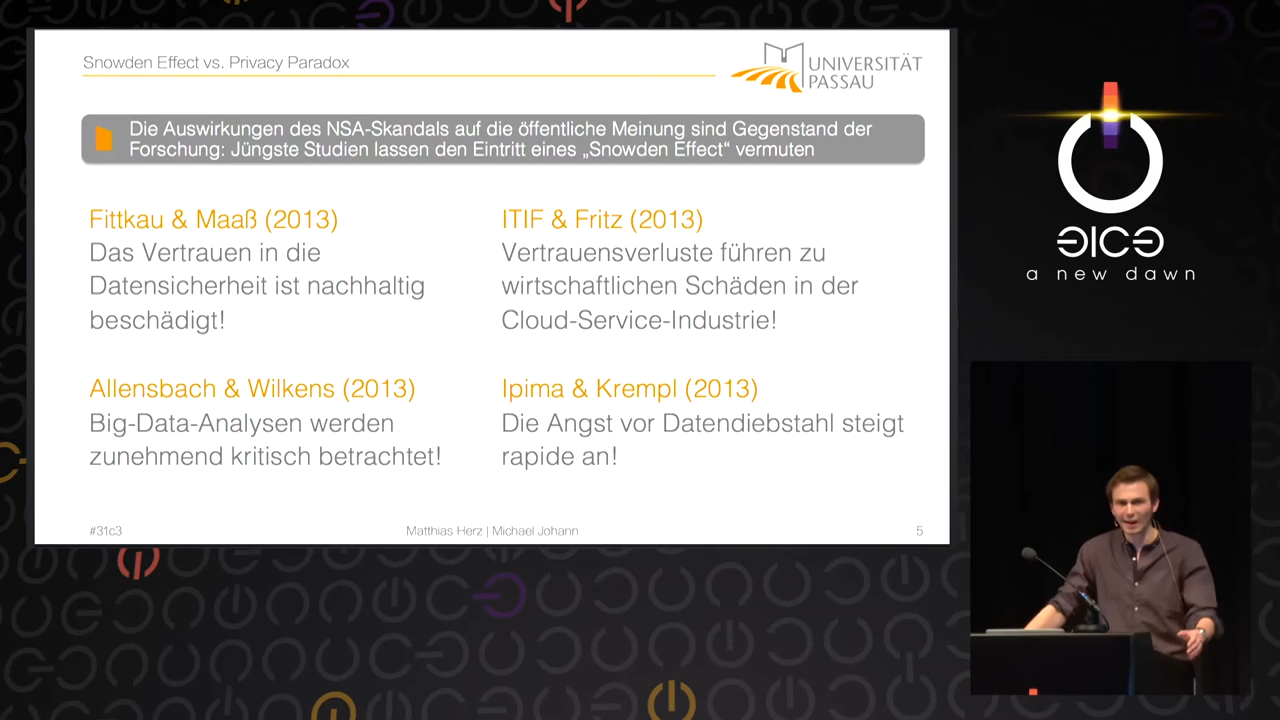 Snowden Effect vs. Privacy Paradox
UNIVERSITÄT
PASSAU
Die Auswirkungen des NSA-Skandals auf die öffentliche Meinung sind Gegenstand der
Forschung: Jüngste Studien lassen den Eintritt eines „Snowden Effect“ vermuten
Fittkau & Maaß (2013)
Das Vertrauen in die
Datensicherheit ist nachhaltig
beschädigt!
ITIF & Fritz (2013)
Vertrauensverluste führen zu
wirtschaftlichen Schäden in der
Cloud-Service-Industrie!
Allensbach & Wilkens (2013)
Big-Data-Analysen werden
zunehmend kritisch betrachtet!
Ipima & Krempl (2013)
Die Angst vor Datendiebstahl steigt
rapide an!
#31c3
Matthias Herz | Michael Johann
5
31C3
a new dawn